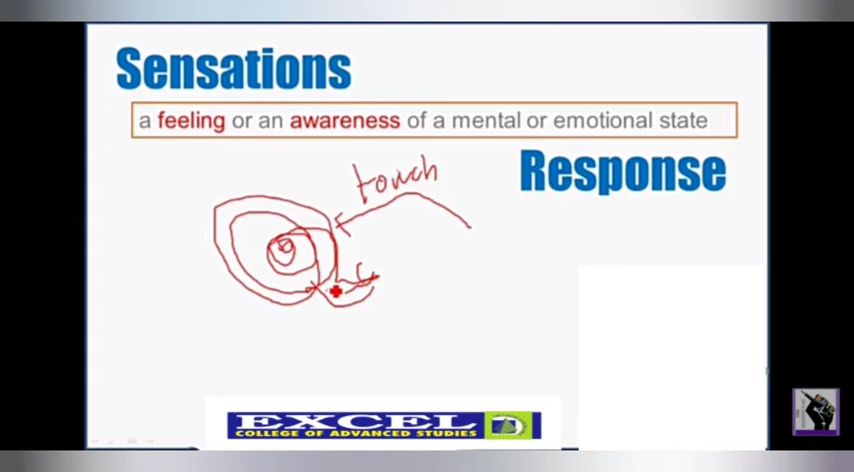 Sensations
a feeling or an awareness of a mental or emotional state
Response
touch
EXCEL
COLLEGE OF ADVANCED STUDIES